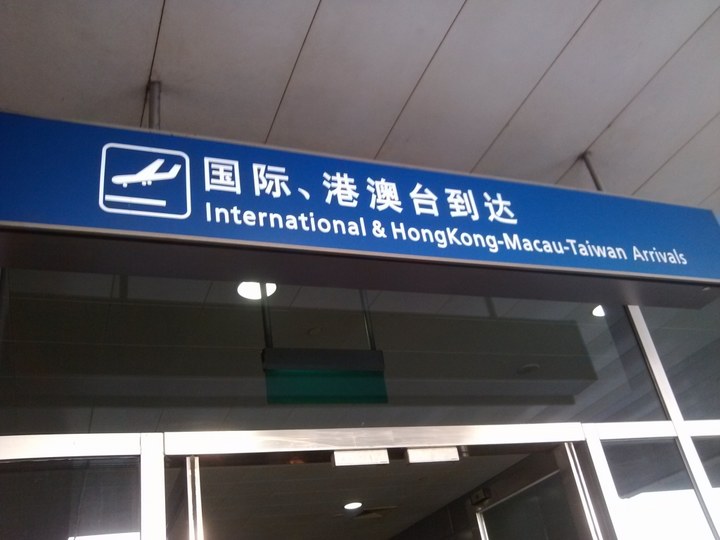 国际、港澳台到达
International & HongKong-Macau-Taiwan Arrivals